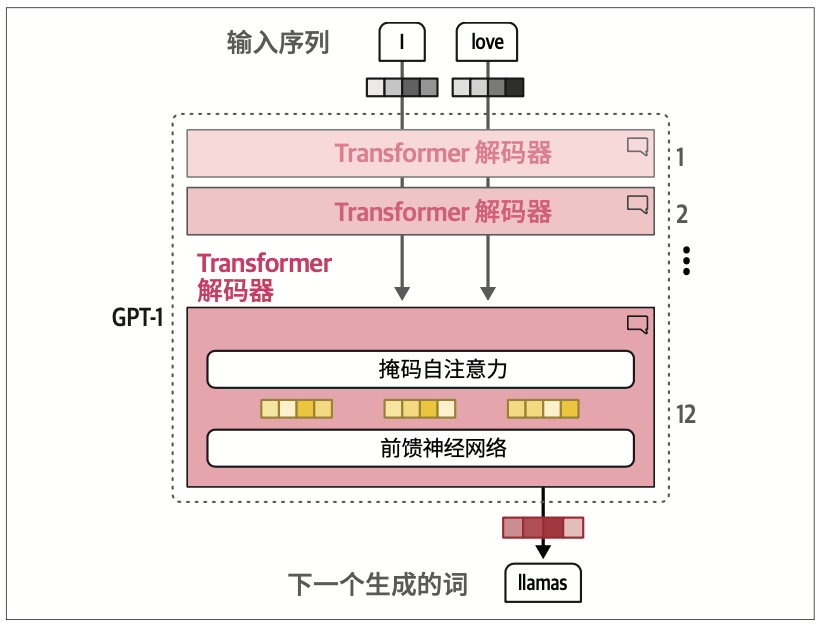 输入序列
I
love
Transformer 解码器
1
Transformer 解码器
2
Transformer
解码器
GPT-1
掩码自注意力
12
前馈神经网络
下一个生成的词
llamas